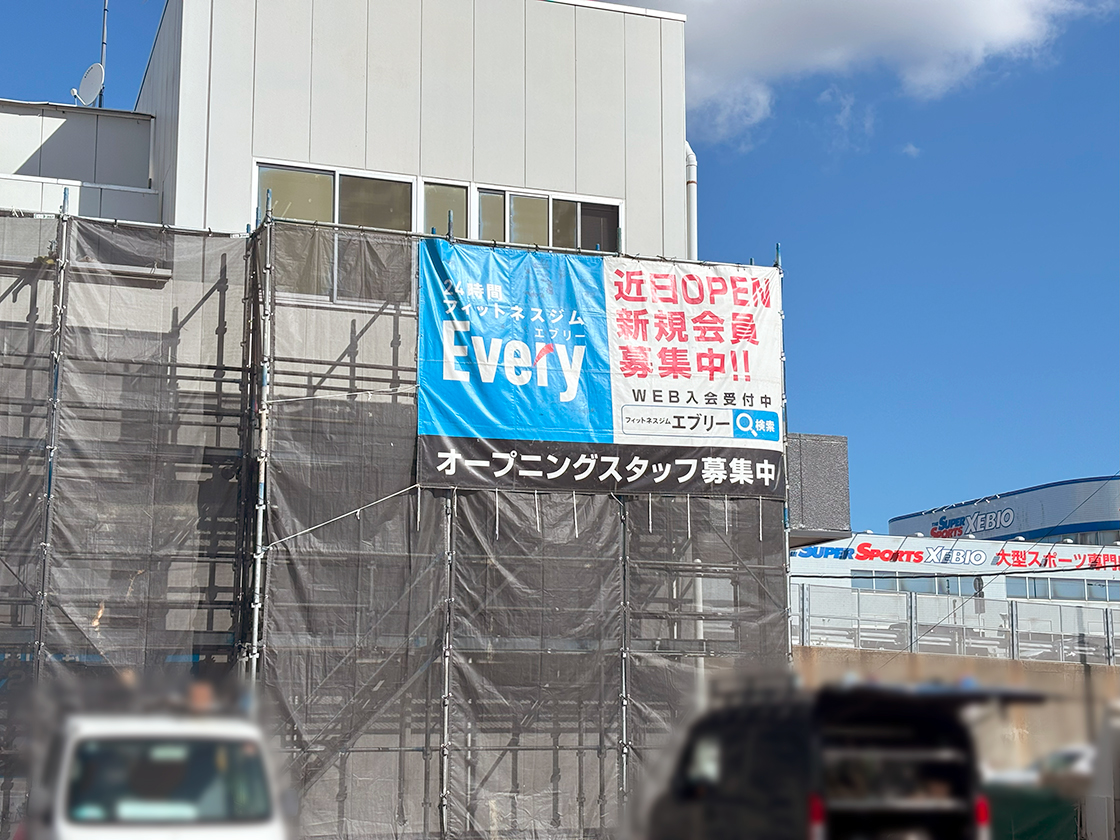 24時間
フィットネスジム
エブリー
Every
近日OPEN
新規会員
募集中!!
WEB入会受付中
フィットネスジムエブリー 検索
オープニングスタッフ募集中
THE SUPER SPORTS XEBIO
SUPER SPORTS XEBIO 大型スポーツ専門